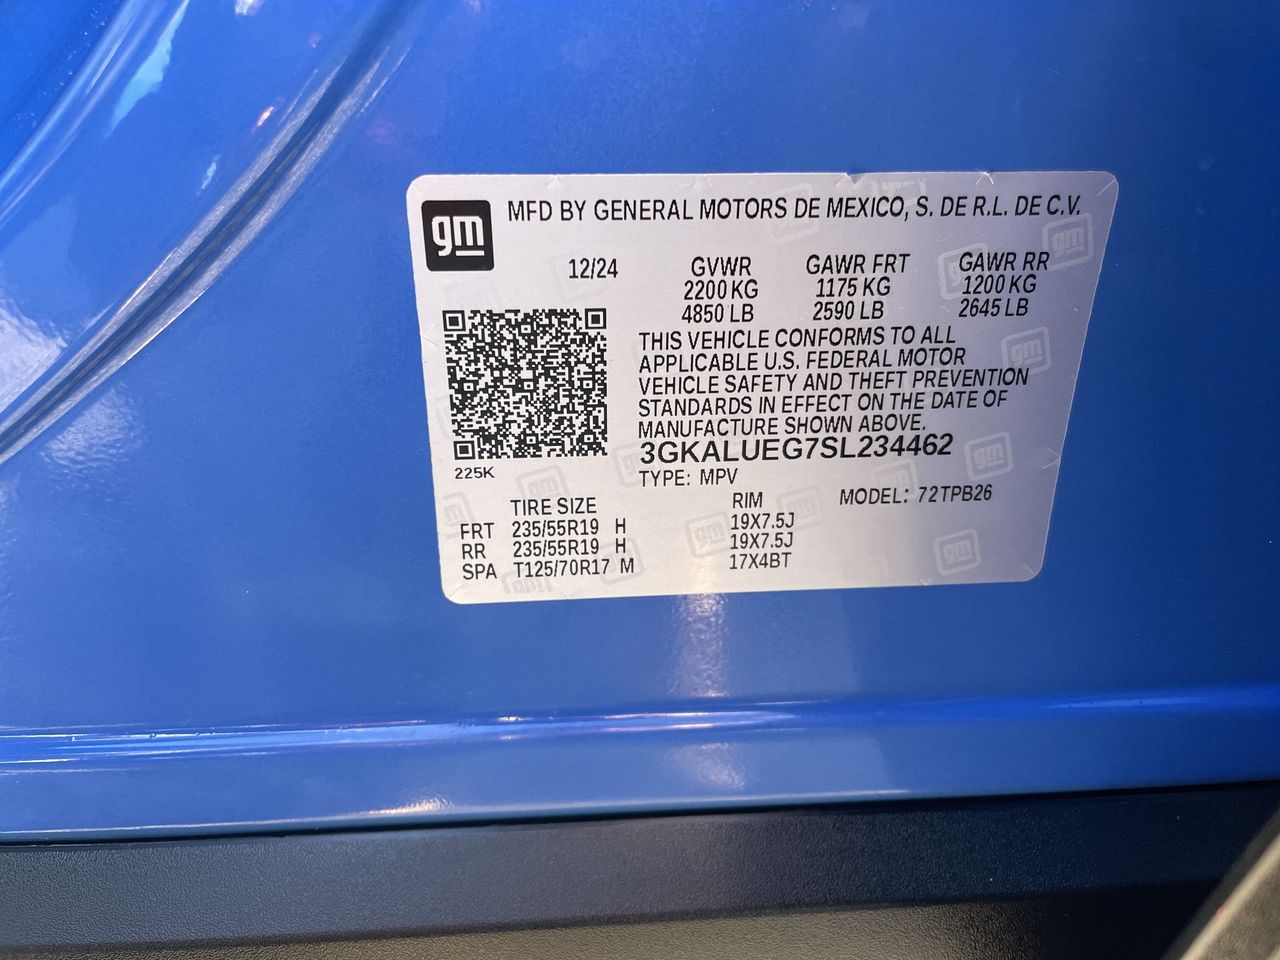 gm MFD BY GENERAL MOTORS DE MEXICO, S. DE R.L. DE C.V.
12/24 GVWR GAWR FRT GAWR RR
2200 KG 1175 KG 1200 KG
4850 LB 2590 LB 2645 LB
THIS VEHICLE CONFORMS TO ALL
APPLICABLE U.S. FEDERAL MOTOR
VEHICLE SAFETY AND THEFT PREVENTION
STANDARDS IN EFFECT ON THE DATE OF
MANUFACTURE SHOWN ABOVE.
3GKALUEG7SL234462
225K
TYPE: MPV MODEL: 72TPB26
TIRE SIZE RIM
FRT 235/55R19 H 19X7.5J
RR 235/55R19 H 19X7.5J
SPA T125/70R17 M 17X4BT